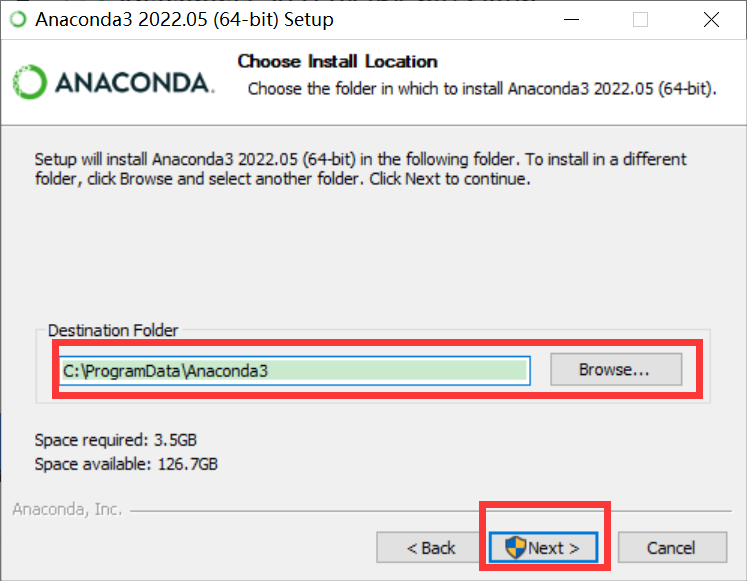 Anaconda3 2022.05 (64-bit) Setup
ANACONDA.
Choose Install Location
Choose the folder in which to install Anaconda3 2022.05 (64-bit).
Setup will install Anaconda3 2022.05 (64-bit) in the following folder. To install in a different
folder, click Browse and select another folder. Click Next to continue.
Destination Folder
C:\ProgramData\Anaconda3
Browse...
Space required: 3.5GB
Space available: 126.7GB
Anaconda, Inc.
< Back
Next >
Cancel